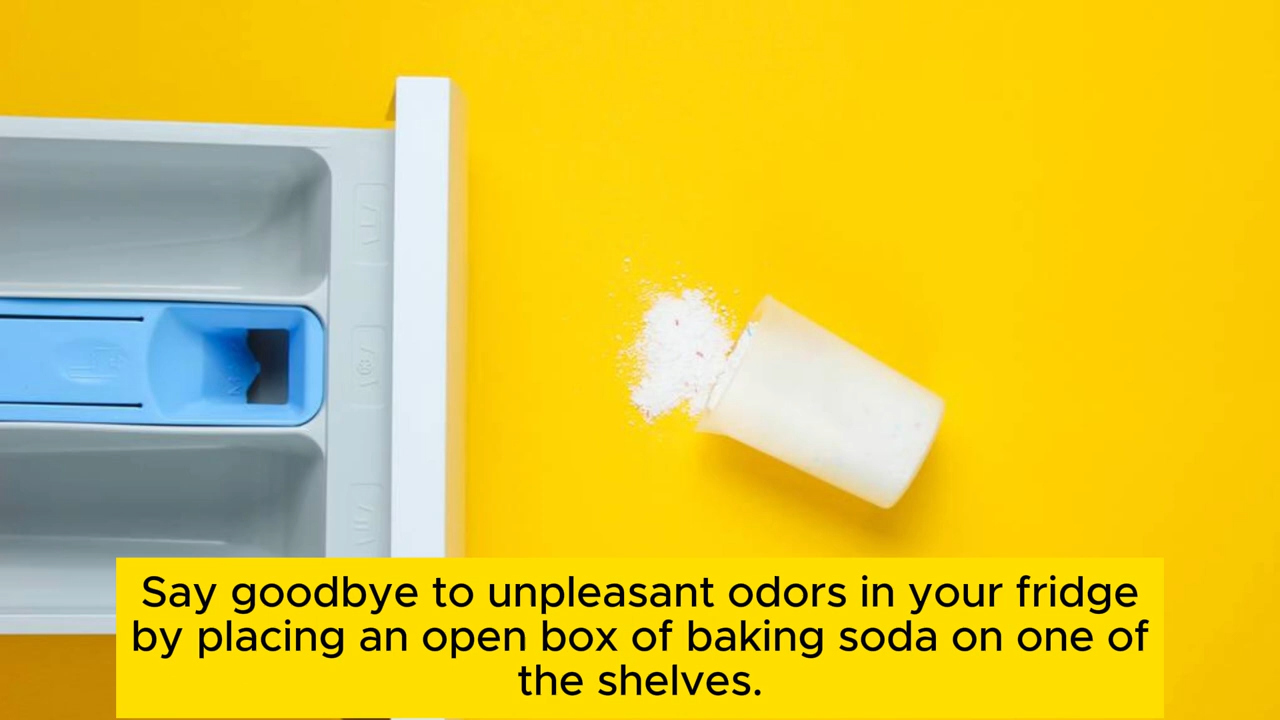 Say goodbye to unpleasant odors in your fridge
by placing an open box of baking soda on one of
the shelves.